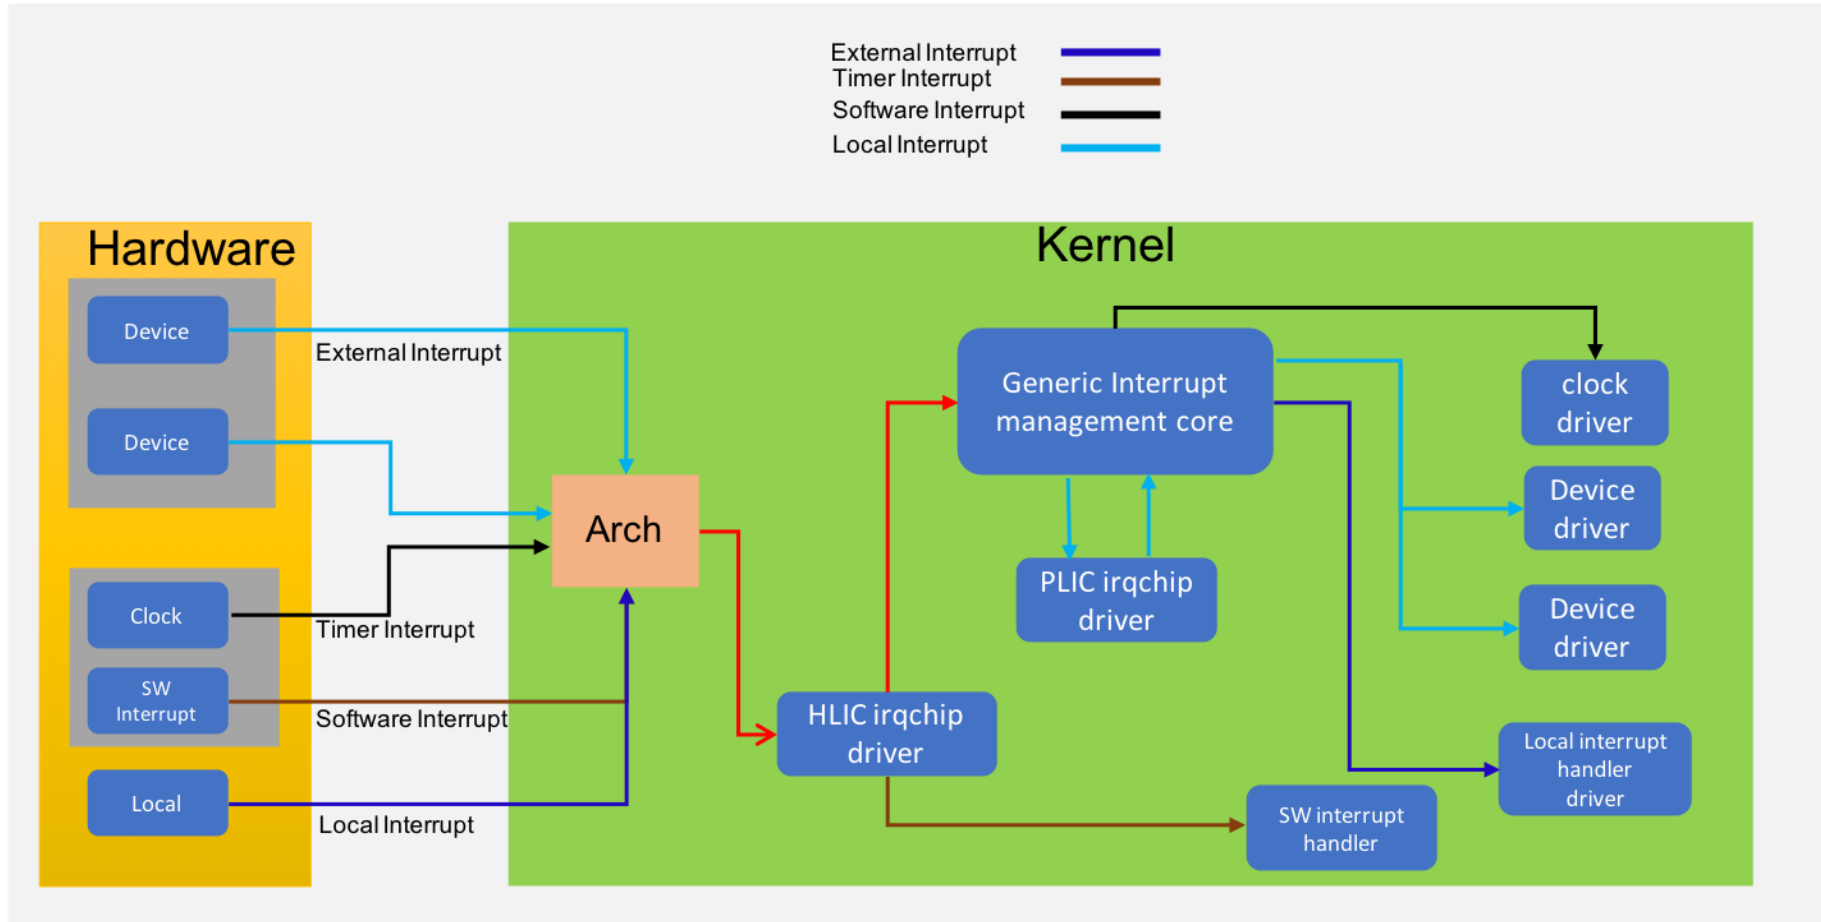 External Interrupt
Timer Interrupt
Software Interrupt
Local Interrupt
Hardware
Device
External Interrupt
Device
Clock
Timer Interrupt
SW
Interrupt
Software Interrupt
Local
Local Interrupt
Kernel
Arch
Generic Interrupt
management core
PLIC irqchip
driver
HLIC irqchip
driver
clock
driver
Device
driver
Device
driver
Local interrupt
handler
driver
SW interrupt
handler